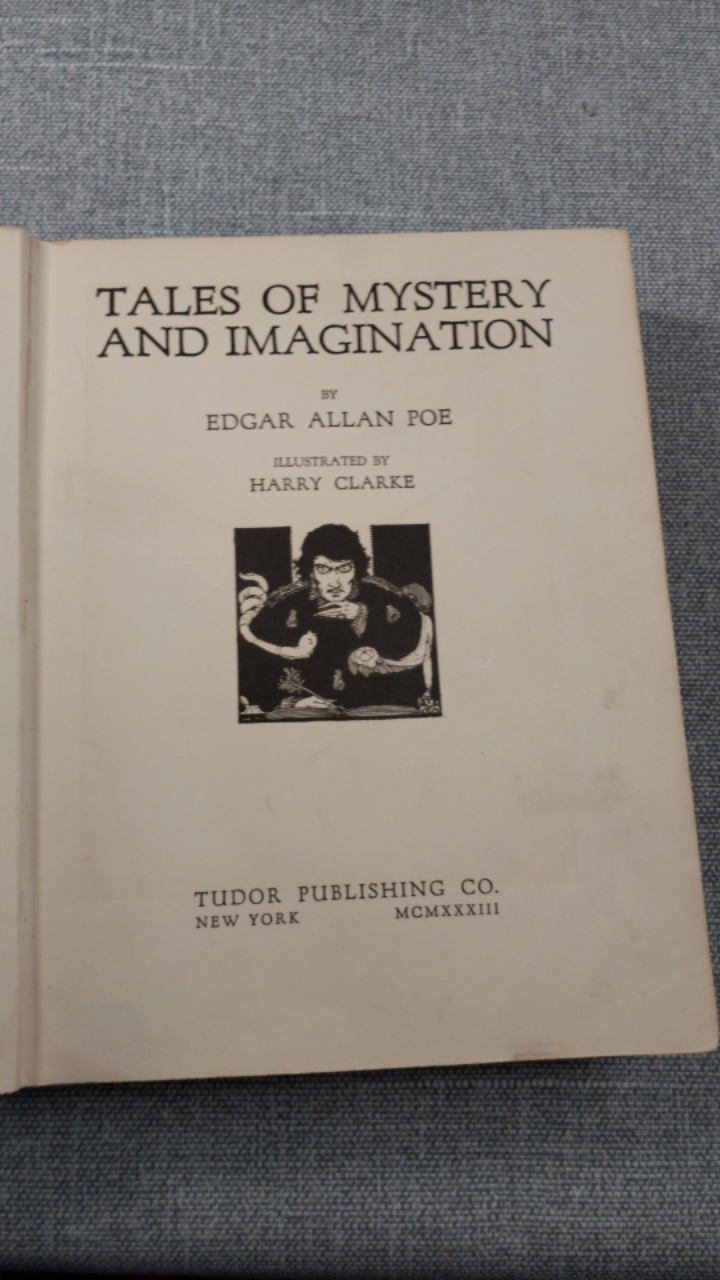 TALES OF MYSTERY
AND IMAGINATION
BY
EDGAR ALLAN POE
ILLUSTRATED BY
HARRY CLARKE
TUDOR PUBLISHING CO.
NEW YORK MCMXXXIII